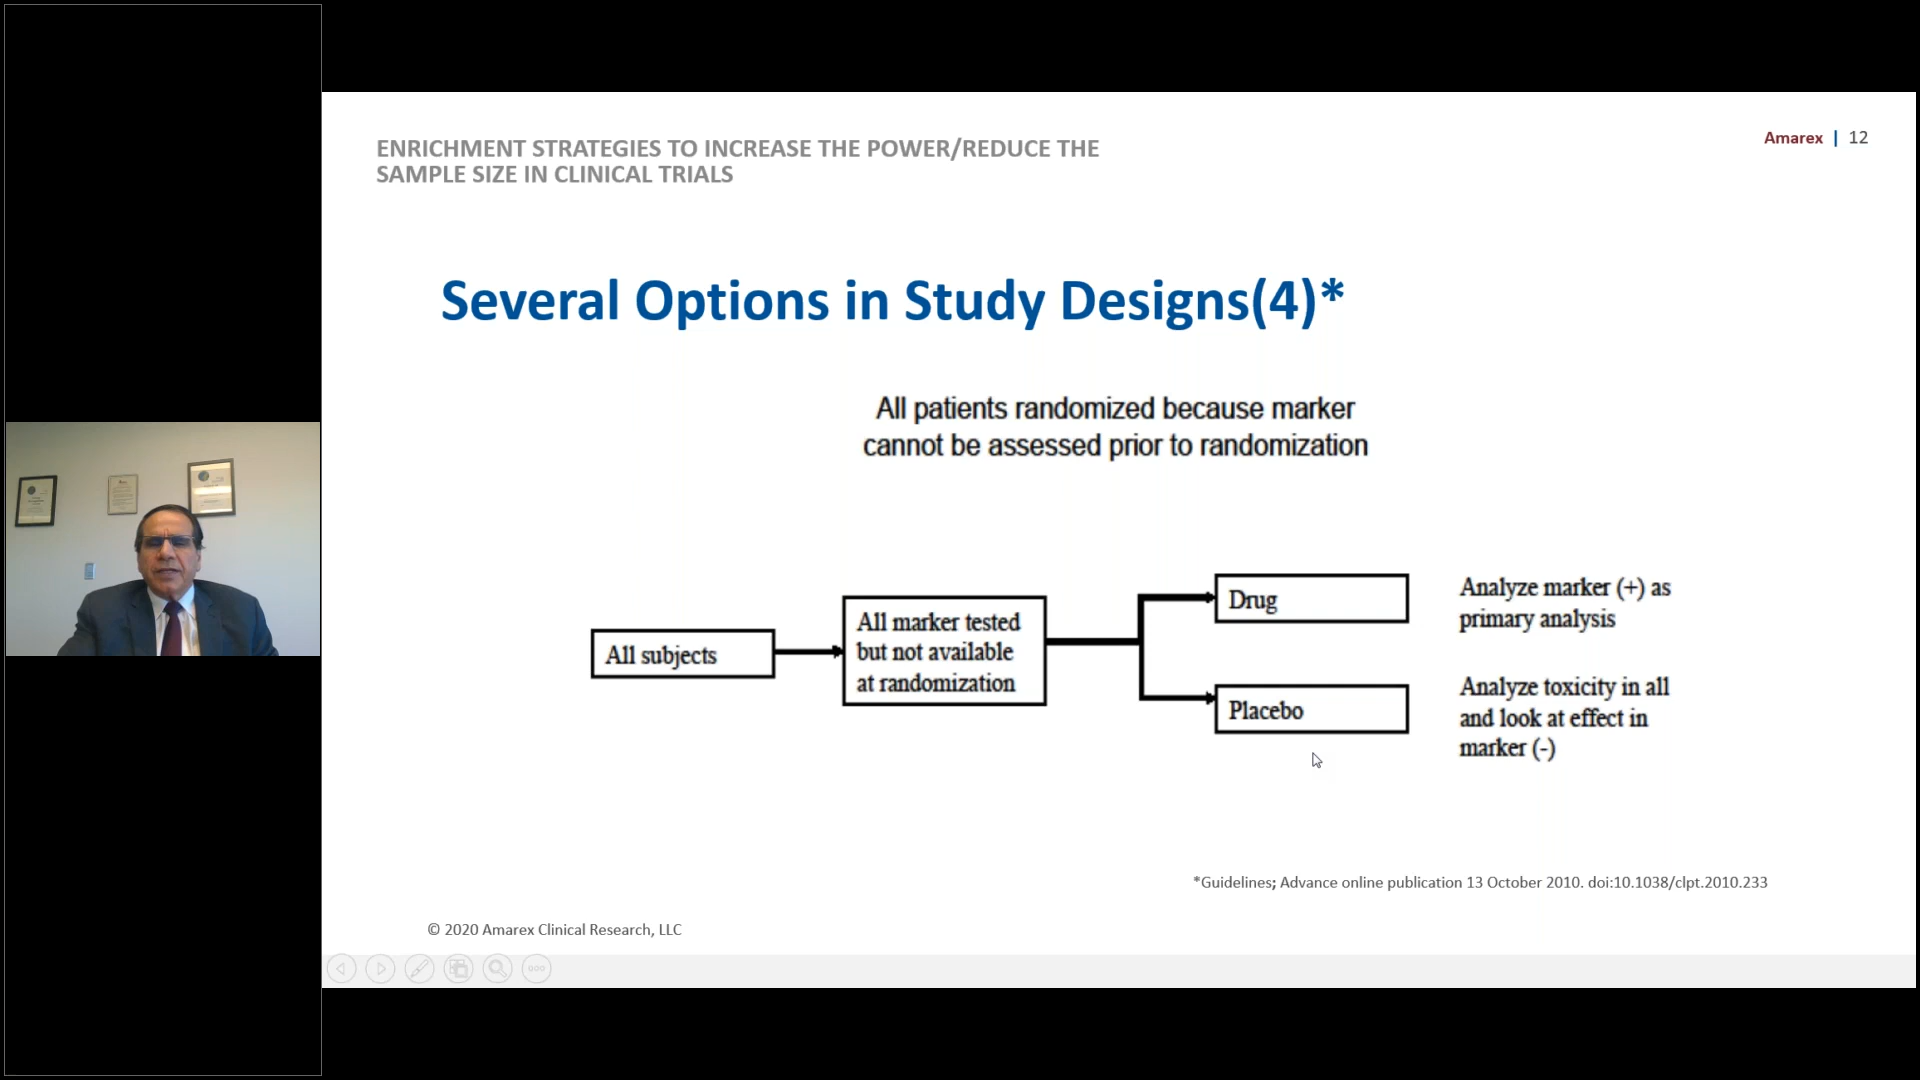 ENRICHMENT STRATEGIES TO INCREASE THE POWER/REDUCE THE
SAMPLE SIZE IN CLINICAL TRIALS
Amarex | 12
Several Options in Study Designs(4)*
All patients randomized because marker
cannot be assessed prior to randomization
All subjects
All marker tested
but not available
at randomization
Drug
Placebo
Analyze marker (+) as
primary analysis
Analyze toxicity in all
and look at effect in
marker (-)
*Guidelines; Advance online publication 13 October 2010. doi:10.1038/clpt.2010.233
© 2020 Amarex Clinical Research, LLC